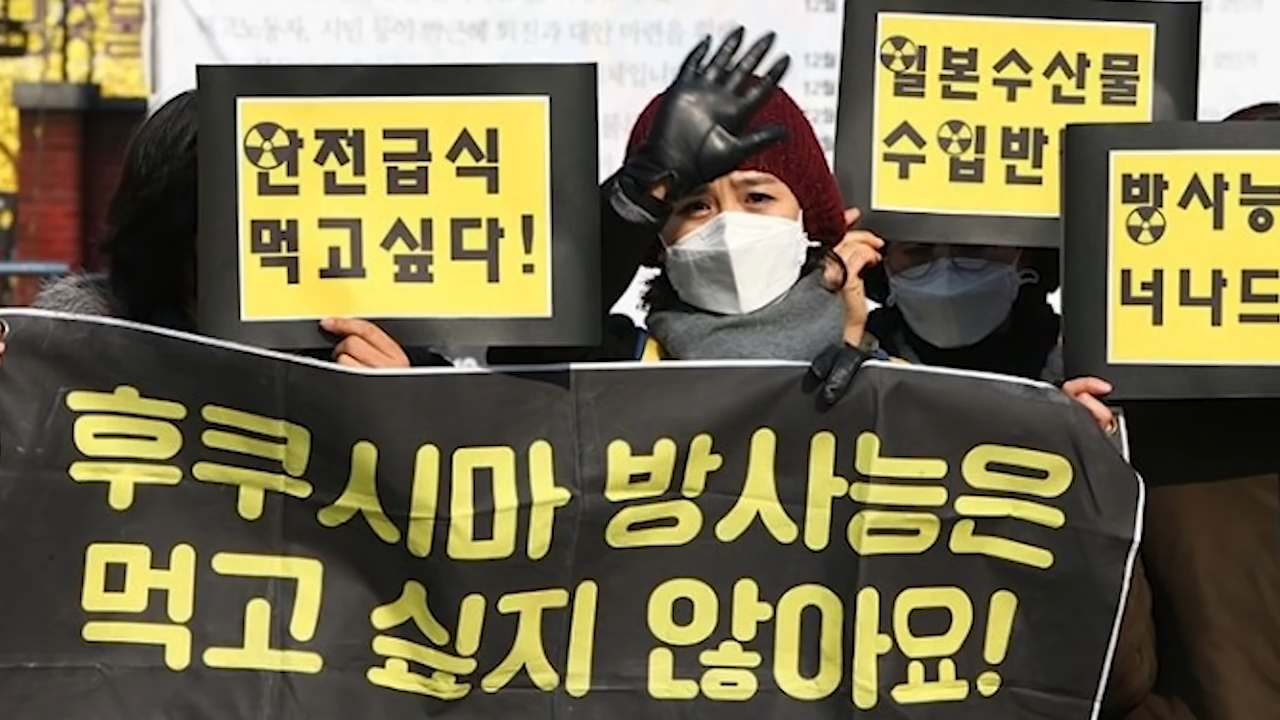 안전급식
먹고싶다!
일본수산물
수입반
방사능
너나드
후쿠시마 방사능은
먹고 싶지 않아요!